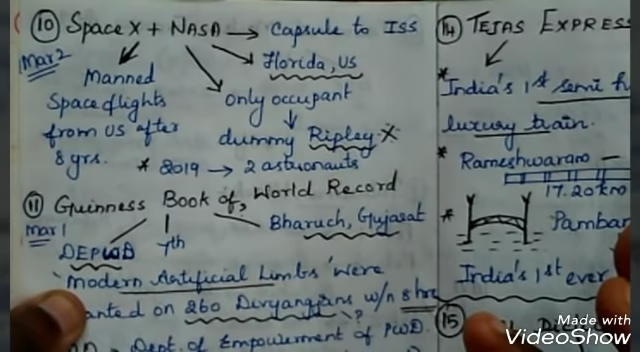 10 Space X + NASA → Capsule to ISS
Mar 2
Florida, US
Manned
Spaceflights
from US after
8 yrs.
only occupant
dummy Ripley
* 2019 → 2 astronauts
11 Guinness Book of World Record
Mar 1
Bharuch, Gujarat
DEPWD 7th
'Modern Artificial Limbs' were
anted on 260 Divyangjans w/n 8 hrs
Dept. of Empowerment of PWD.
14 TEJAS EXPRES
* India's 1st semi h
luxury train.
* Rameshwaram –
17.20 km
* Pamban
India's 1st ever
15
Made with
VideoShow